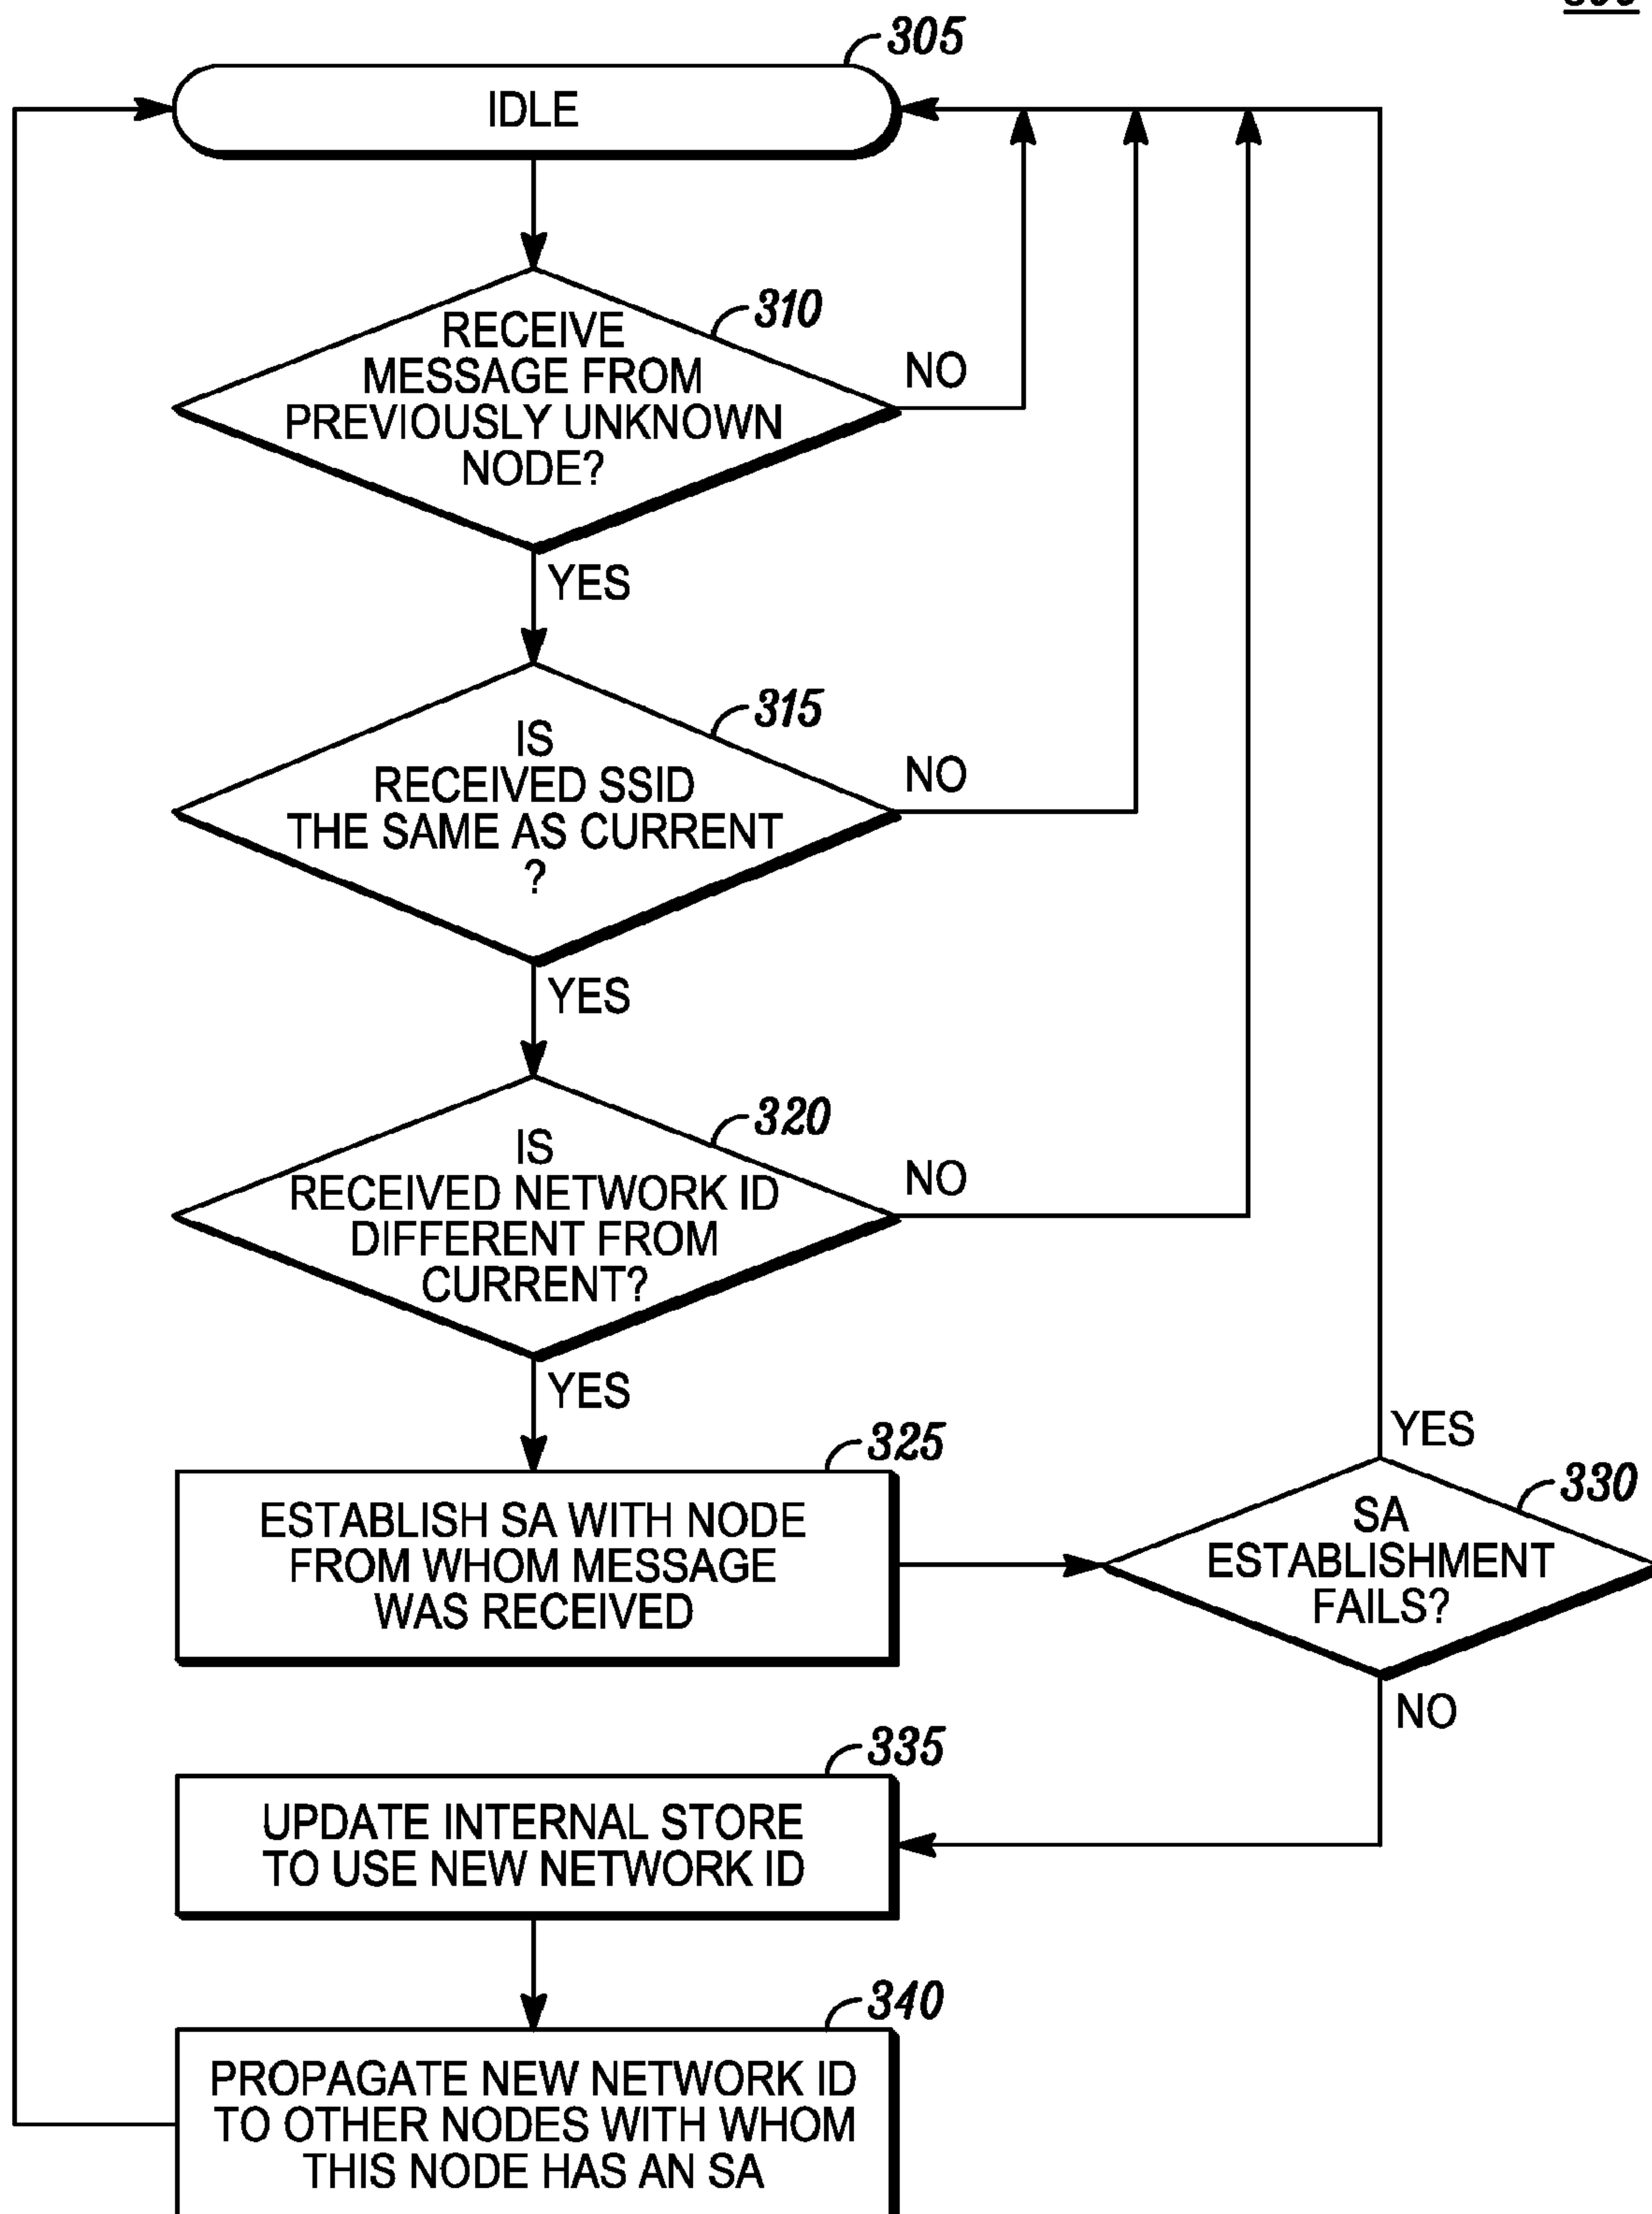 305
IDLE
310
RECEIVE
MESSAGE FROM
PREVIOUSLY UNKNOWN
NODE?
NO
YES
315
IS
RECEIVED SSID
THE SAME AS CURRENT
?
NO
YES
320
IS
RECEIVED NETWORK ID
DIFFERENT FROM
CURRENT?
NO
YES
325
ESTABLISH SA WITH NODE
FROM WHOM MESSAGE
WAS RECEIVED
YES
330
SA
ESTABLISHMENT
FAILS?
NO
335
UPDATE INTERNAL STORE
TO USE NEW NETWORK ID
340
PROPAGATE NEW NETWORK ID
TO OTHER NODES WITH WHOM
THIS NODE HAS AN SA